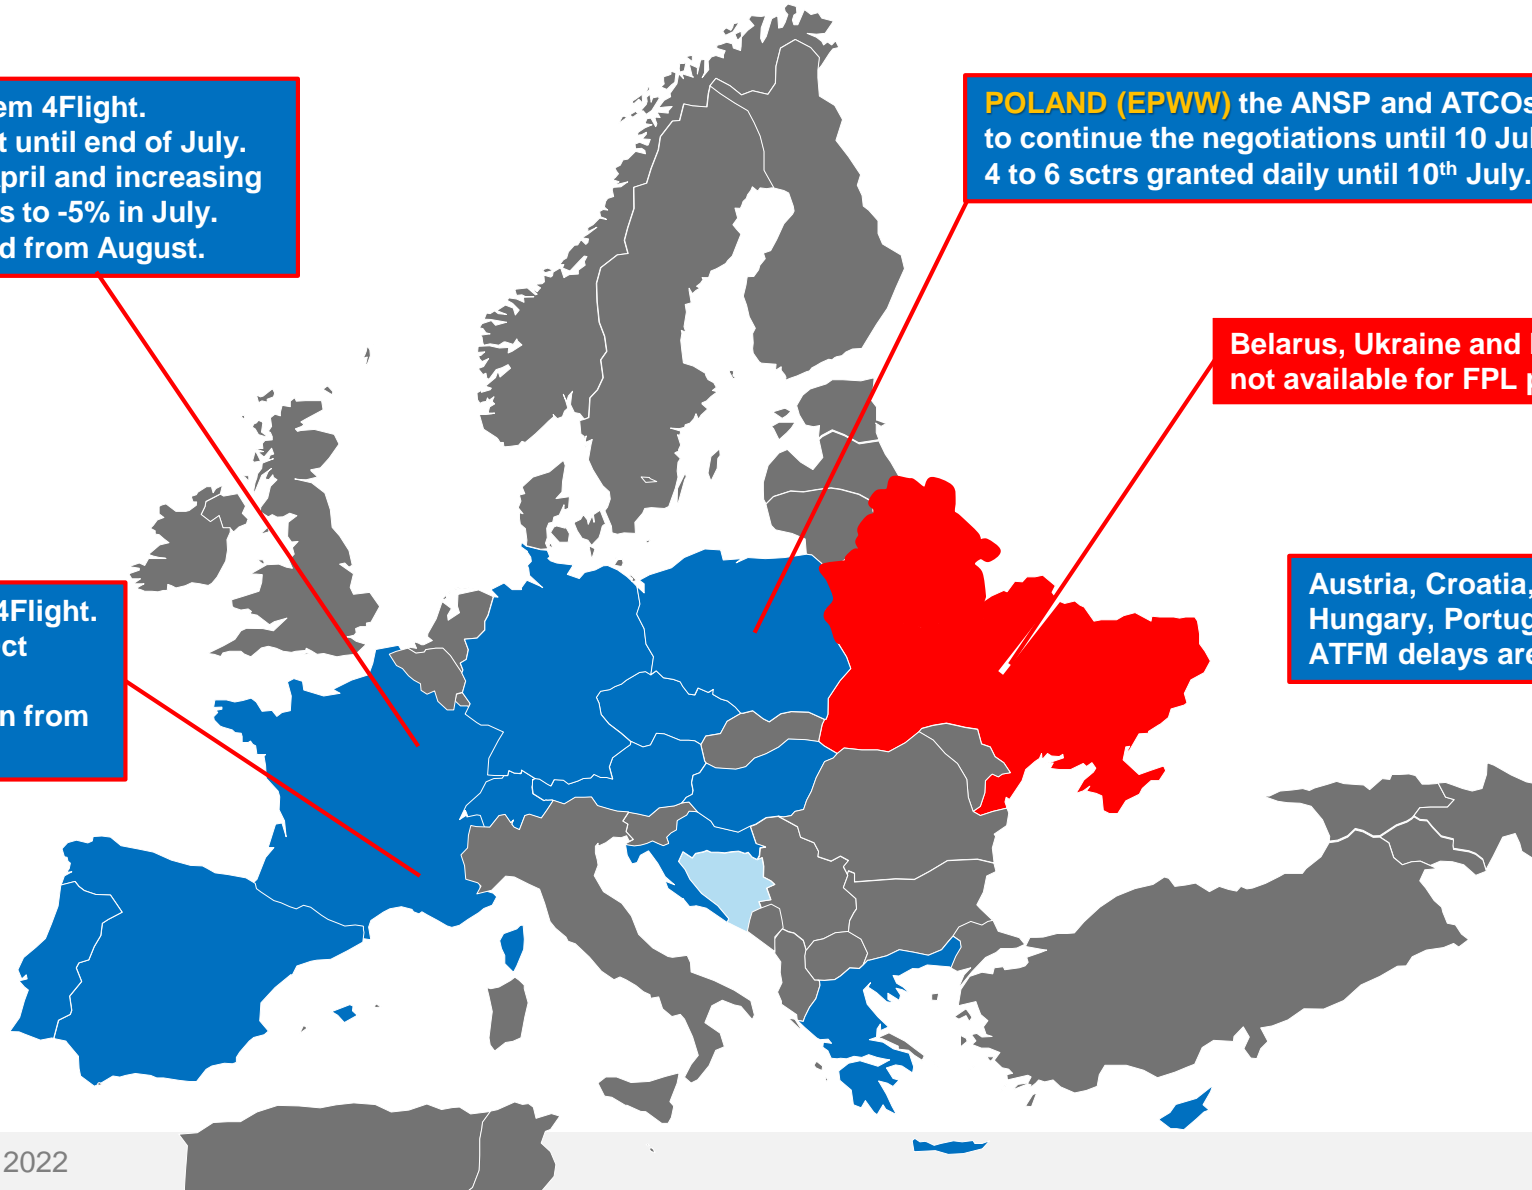 em 4Flight.
t until end of July.
pril and increasing
s to -5% in July.
d from August.
POLAND (EPWW) the ANSP and ATCOs
to continue the negotiations until 10 Jul
4 to 6 sctrs granted daily until 10th July.
Belarus, Ukraine and
not available for FPL p
4Flight.
ct
n from
Austria, Croatia,
Hungary, Portug
ATFM delays are
2022